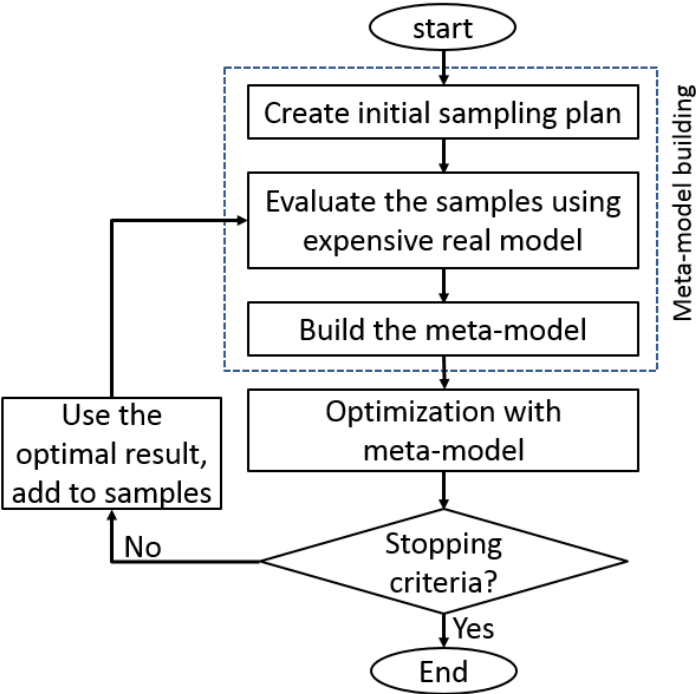 start
Create initial sampling plan
Evaluate the samples using
expensive real model
Build the meta-model
Meta-model building
Optimization with
meta-model
Use the
optimal result,
add to samples
No
Stopping
criteria?
Yes
End